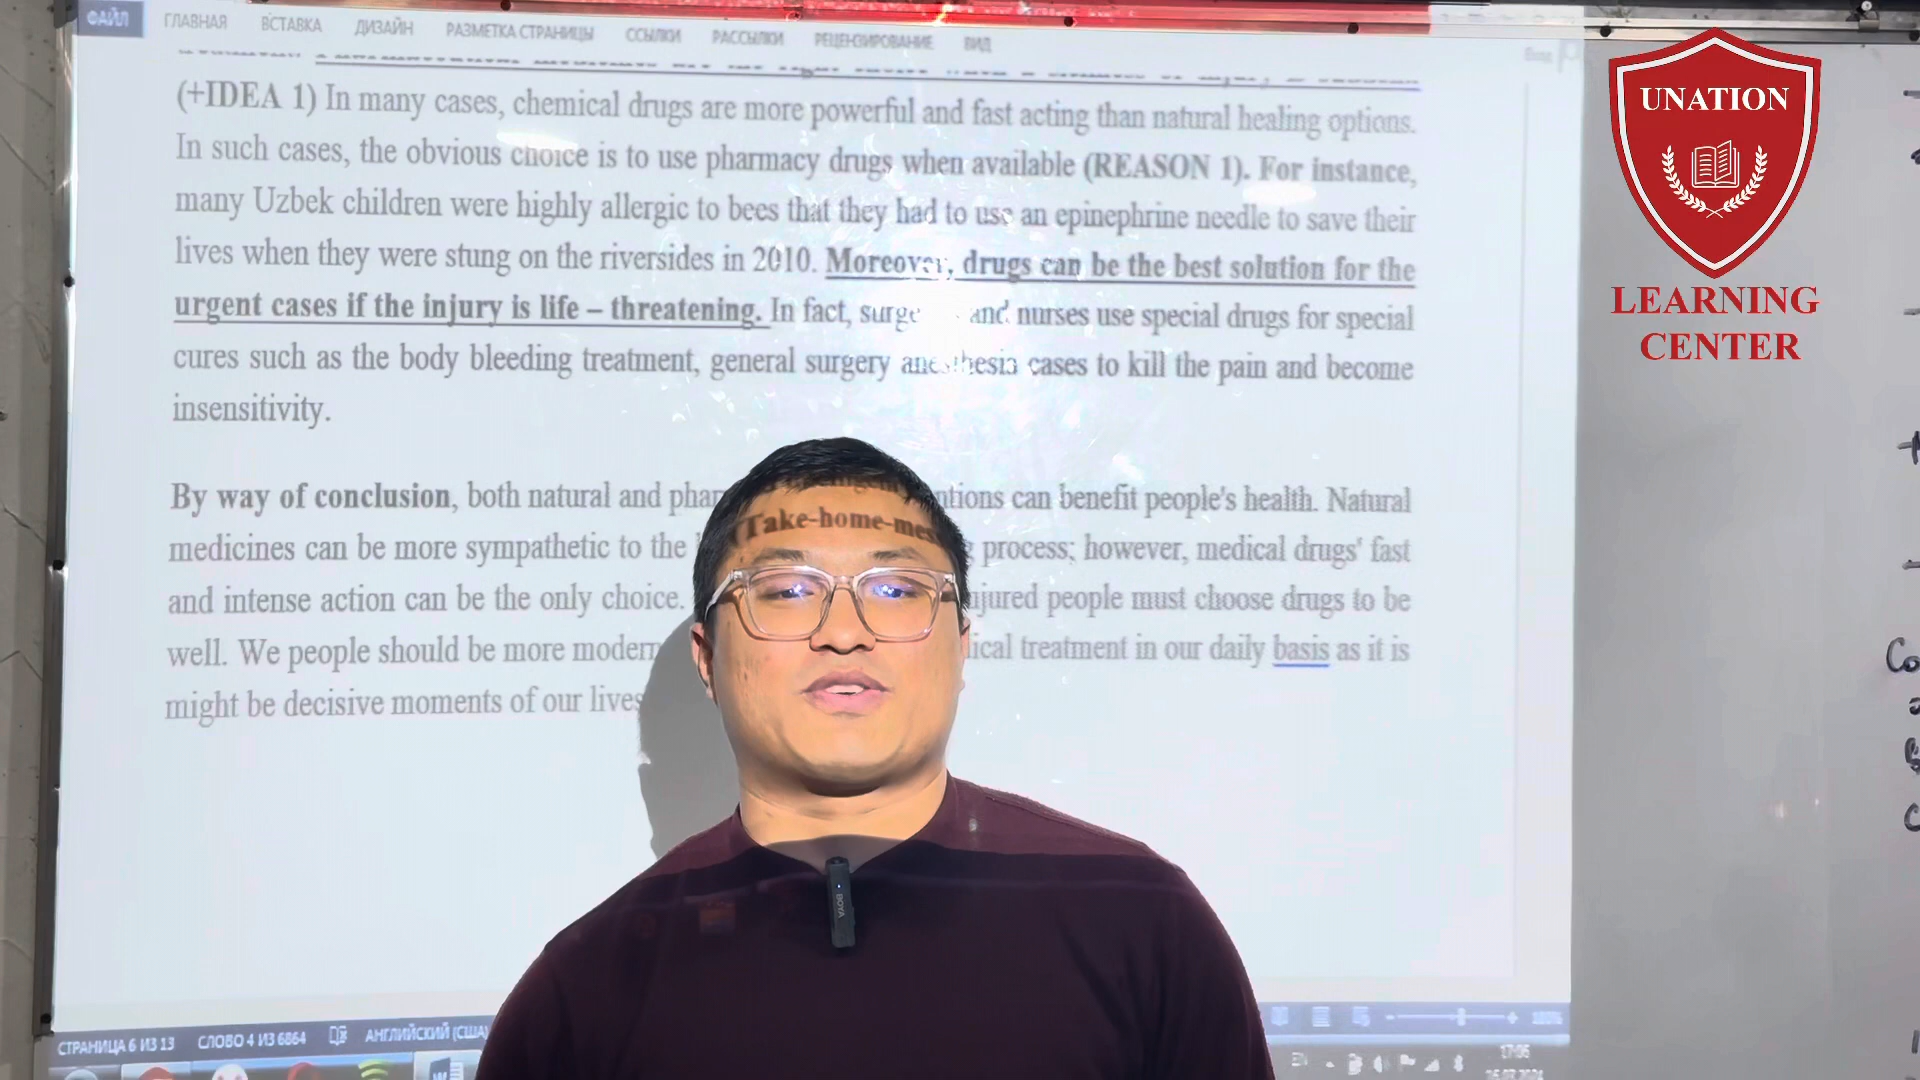 ФАЙЛ ГЛАВНАЯ ВСТАВКА ДИЗАЙН РАЗМЕТКА СТРАНИЦЫ ССЫЛКИ РАССЫЛКИ РЕЦЕНЗИРОВАНИЕ ВИД
(+IDEA 1) In many cases, chemical drugs are more powerful and fast acting than natural healing options.
In such cases, the obvious choice is to use pharmacy drugs when available (REASON 1). For instance,
many Uzbek children were highly allergic to bees that they had to use an epinephrine needle to save their
lives when they were stung on the riversides in 2010. Moreover, drugs can be the best solution for the
urgent cases if the injury is life – threatening. In fact, and nurses use special drugs for special
cures such as the body bleeding treatment, general surgery anesthesia cases to kill the pain and become
insensitivity.
By way of conclusion, both natural and can benefit people's health. Natural
medicines can be more sympathetic to the process; however, medical drugs' fast
(Take-home-mes
and intense action can be the only choice. people must choose drugs to be
well. We people should be more treatment in our daily basis as it is
might be decisive moments of our lives
СТРАНИЦА 6 ИЗ 13 СЛОВО 4 ИЗ 6864 АНГЛИЙСКИЙ (США)
17:06
BOYA
UNATION
LEARNING
CENTER